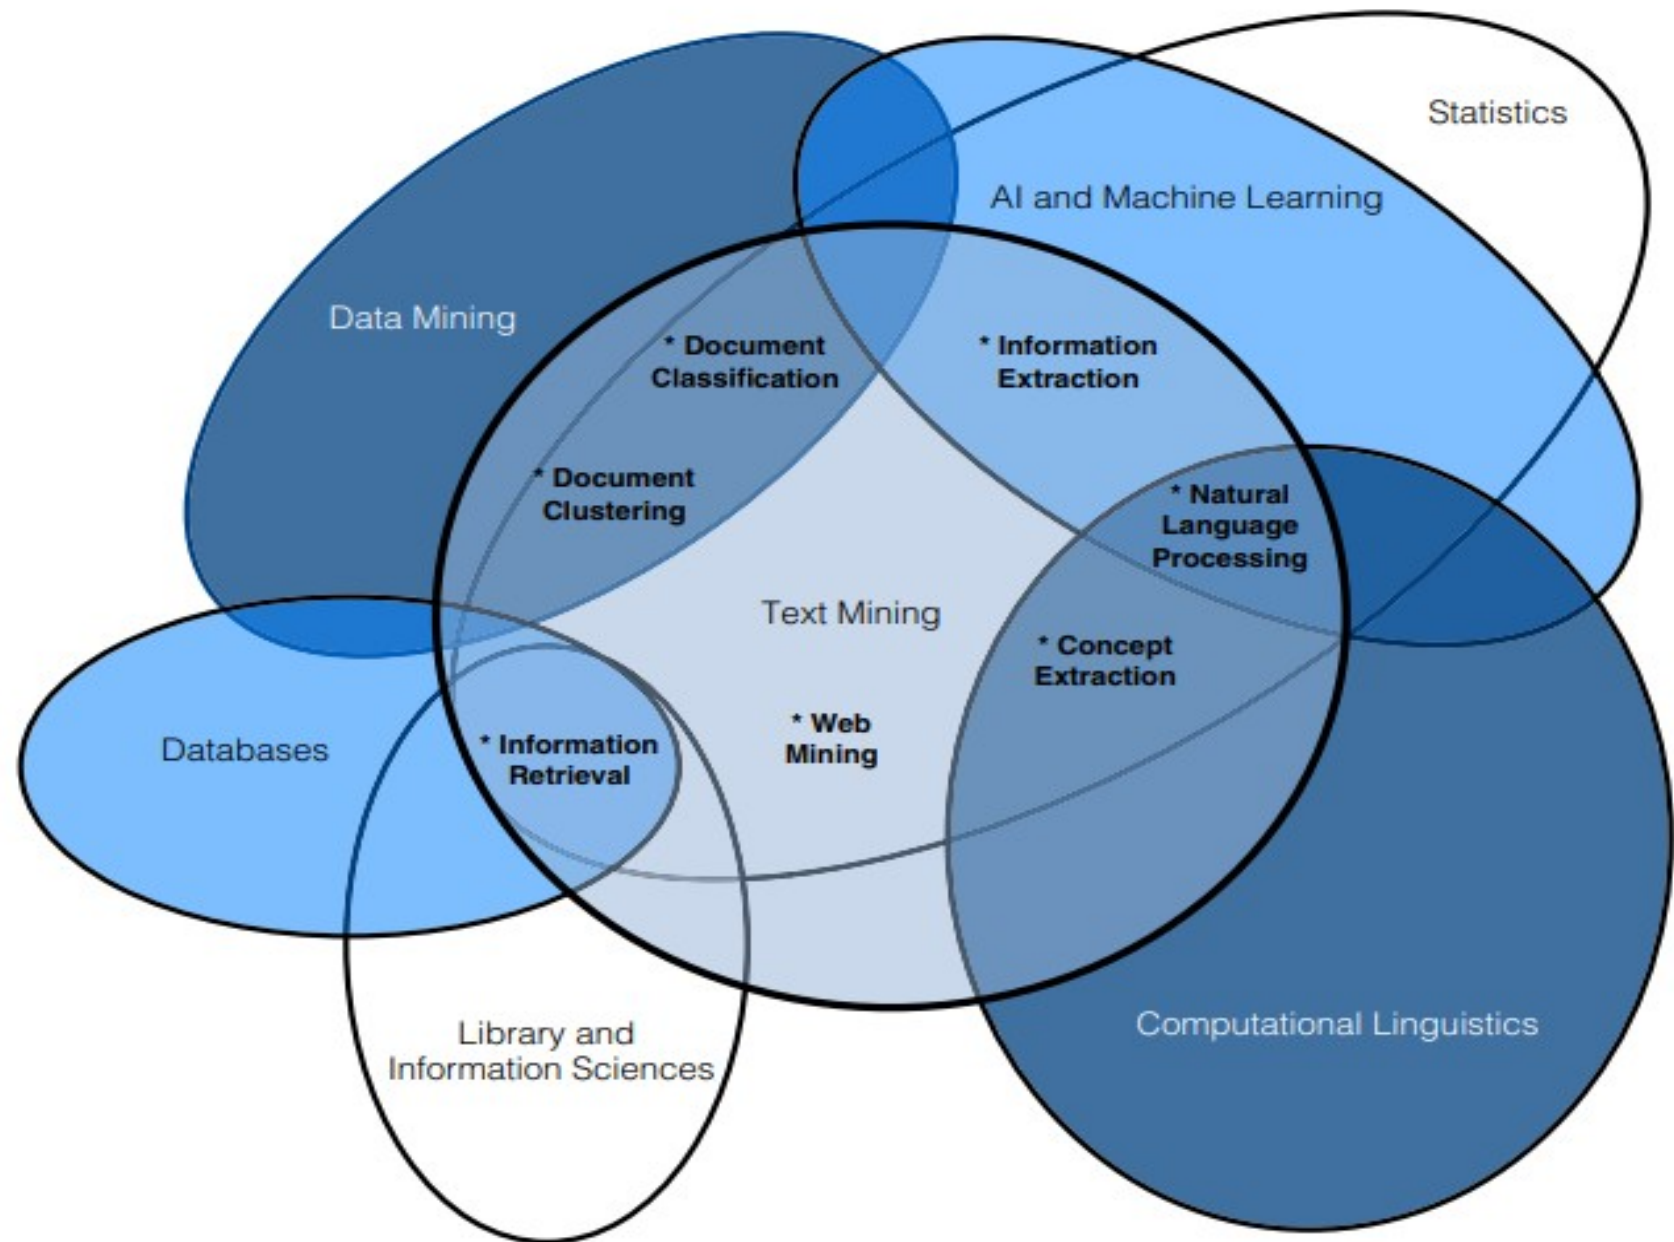 Statistics
AI and Machine Learning
Data Mining
* Document
Classification
* Information
Extraction
* Document
Clustering
* Natural
Language
Processing
Text Mining
* Concept
Extraction
* Web
Mining
Databases
* Information
Retrieval
Library and
Information Sciences
Computational Linguistics